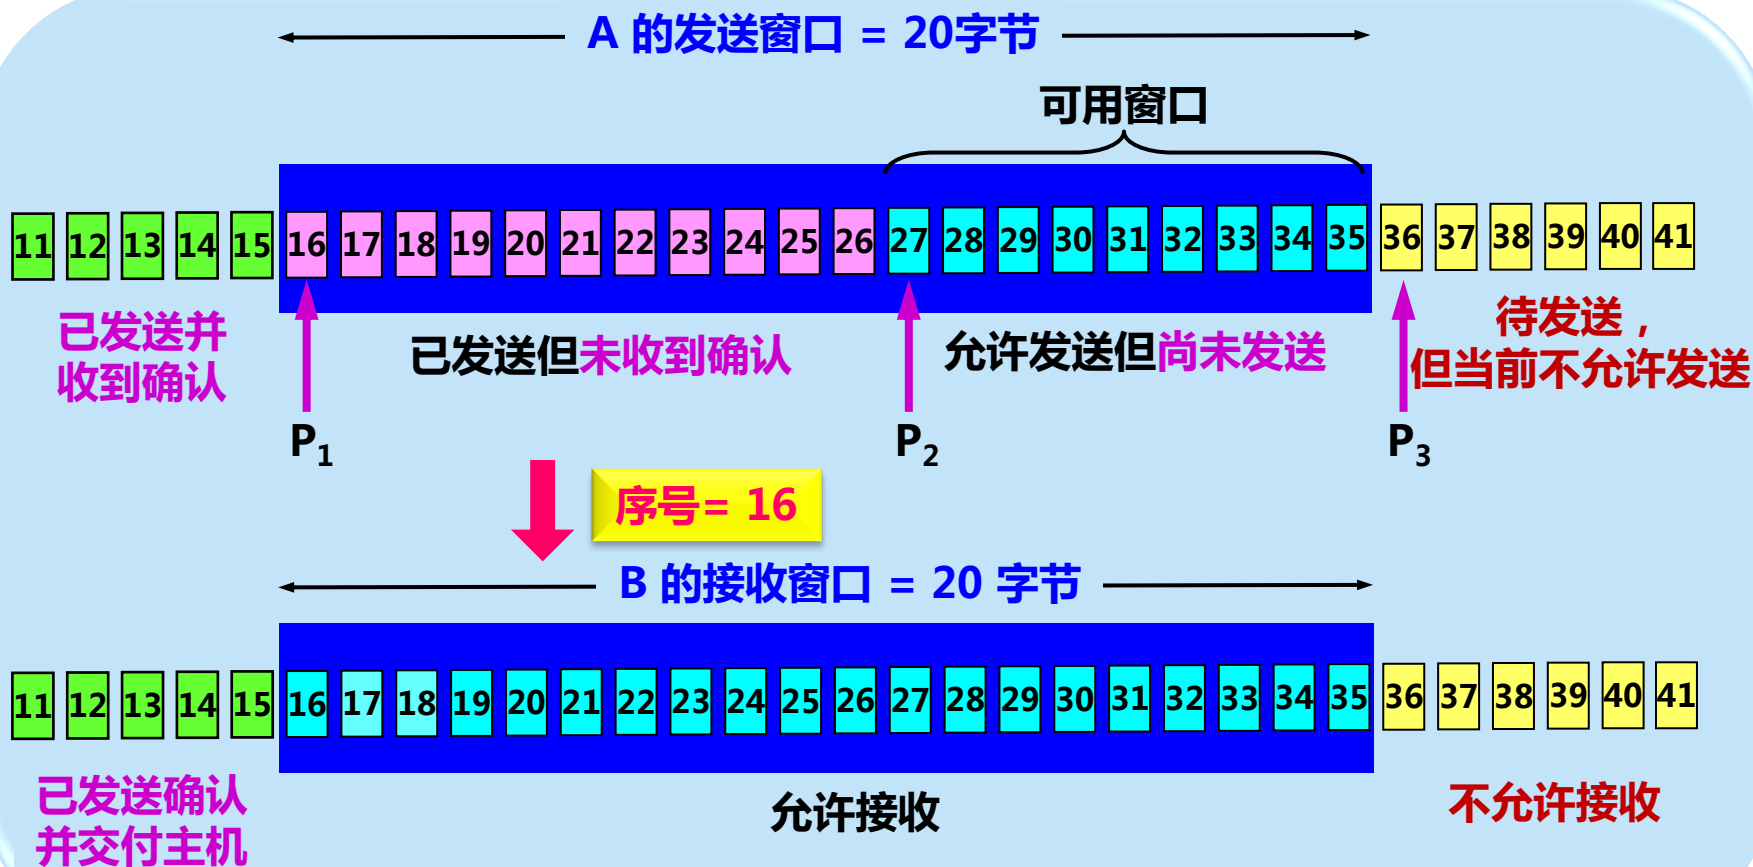 A 的发送窗口 = 20字节
可用窗口
11 12 13 14 15 16 17 18 19 20 21 22 23 24 25 26 27 28 29 30 31 32 33 34 35 36 37 38 39 40 41
已发送并
收到确认
已发送但未收到确认
允许发送但尚未发送
待发送，
但当前不允许发送
P1 P2 P3
序号= 16
B 的接收窗口 = 20 字节
11 12 13 14 15 16 17 18 19 20 21 22 23 24 25 26 27 28 29 30 31 32 33 34 35 36 37 38 39 40 41
已发送确认
并交付主机
允许接收
不允许接收